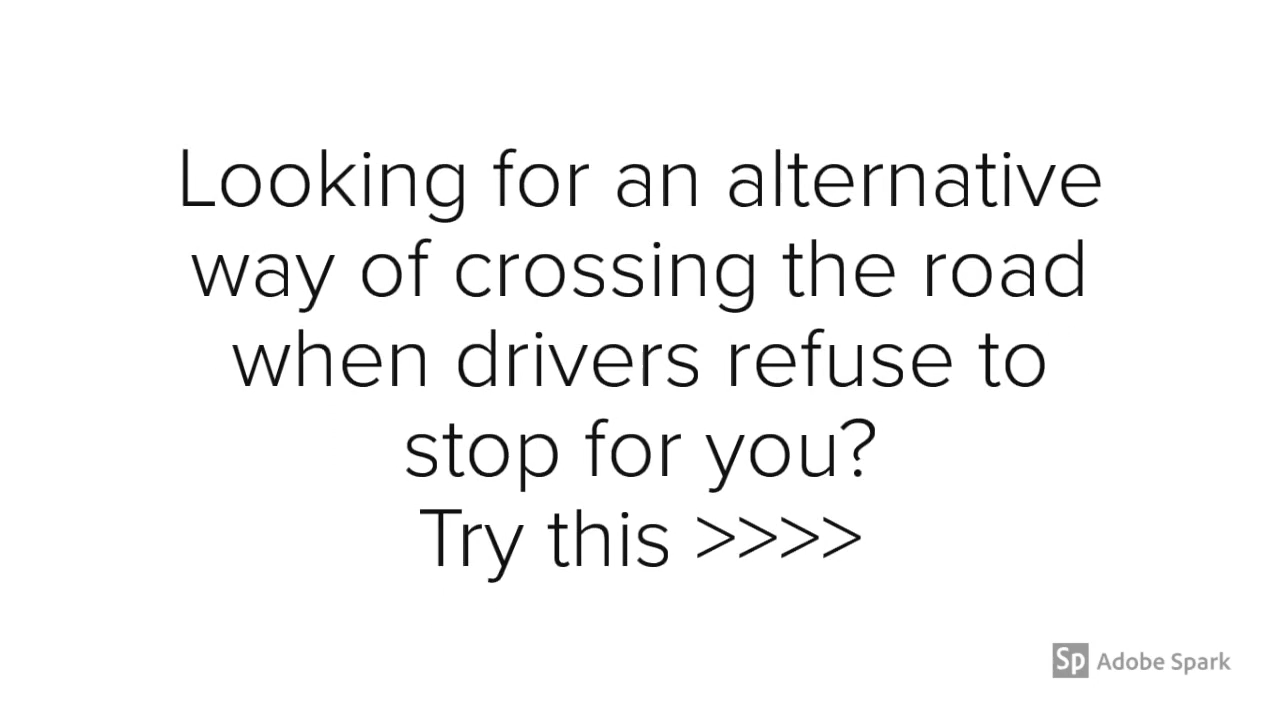 Looking for an alternative
way of crossing the road
when drivers refuse to
stop for you?
Try this >>>>
Sp Adobe Spark